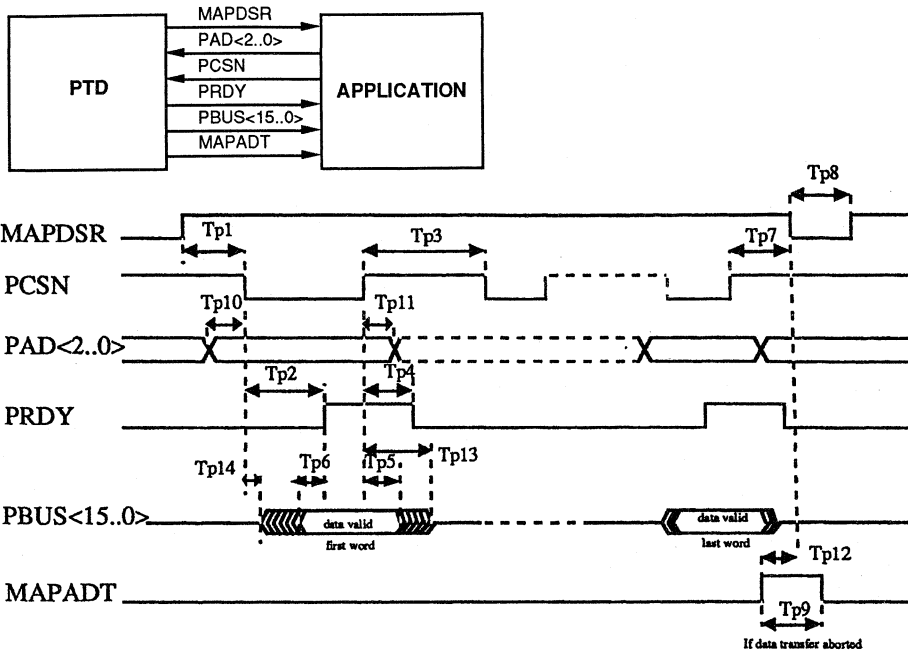 MAPDSR
PAD<2..0>
PCSN
PTD
PRDY
APPLICATION
PBUS<15..0>
MAPADT
Tp8
MAPDSR
Tp1
Tp3
Tp7
PCSN
Tp10
Tp11
PAD<2..0>
Tp2
Tp4
PRDY
Tp14
Tp6
Tp5
Tp13
PBUS<15..0>
data valid
data valid
first word
last word
Tp12
MAPADT
Tp9
If data transfer aborted